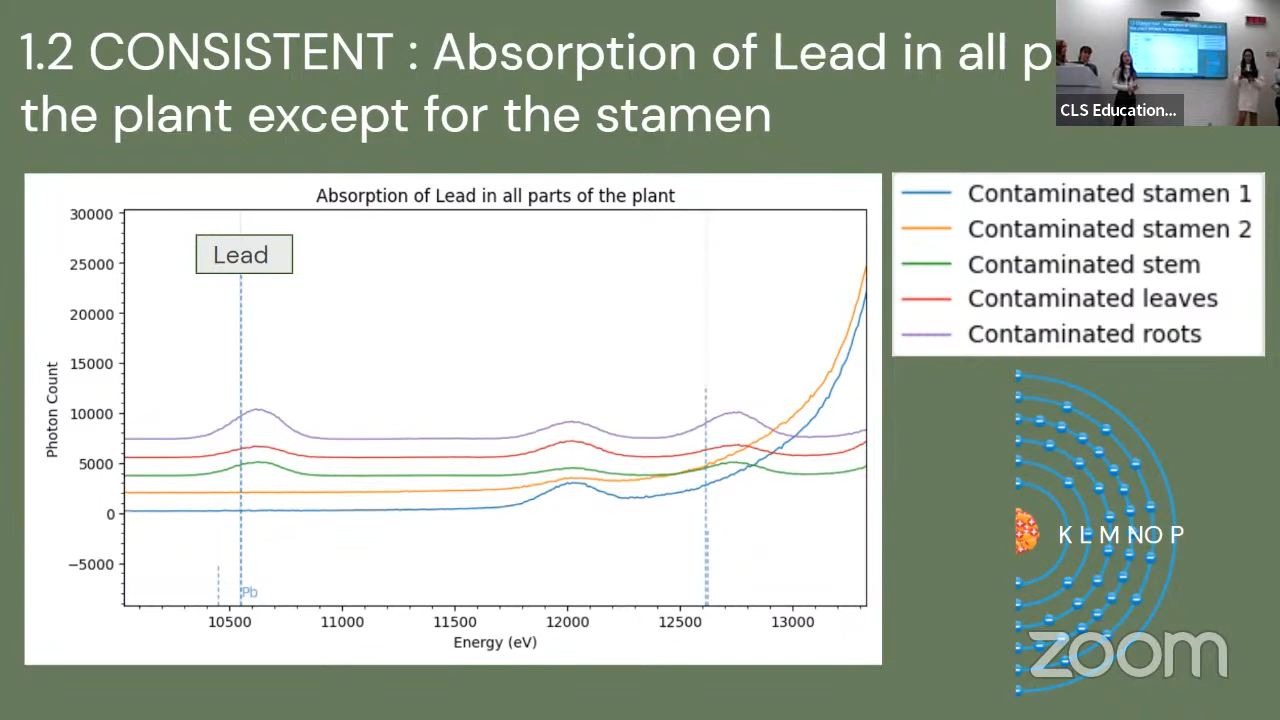 1.2 CONSISTENT : Absorption of Lead in all p
the plant except for the stamen
CLS Education...
Absorption of Lead in all parts of the plant
Lead
30000
25000
20000
15000
10000
5000
0
−5000
Photon Count
Pb
10500 11000 11500 12000 12500 13000
Energy (eV)
Contaminated stamen 1
Contaminated stamen 2
Contaminated stem
Contaminated leaves
Contaminated roots
K L M N O P
zoom